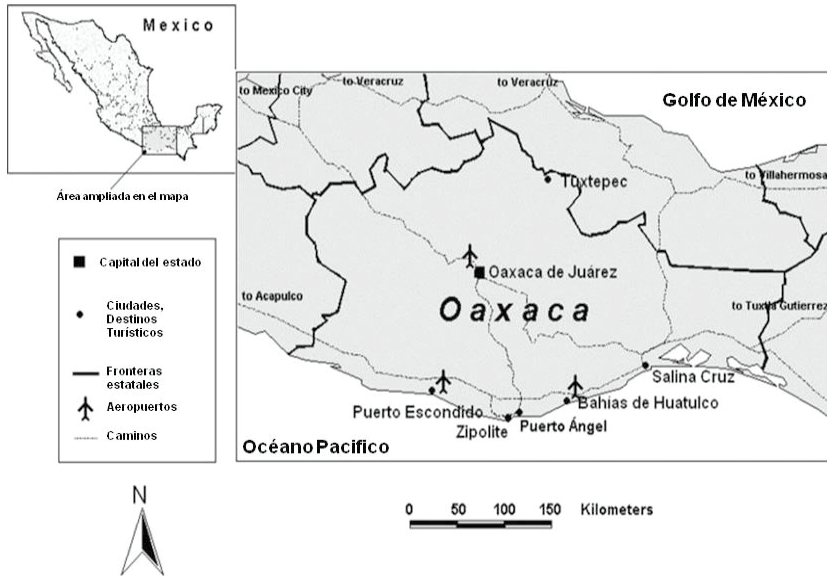 Mexico
Área ampliada en el mapa
Capital del estado
Ciudades,
Destinos
Turísticos
Fronteras
estatales
Aeropuertos
Caminos
N
to Mexico City
to Veracruz
to Veracruz
Golfo de México
to Villahermosa
Tuxtepec
Oaxaca de Juárez
to Acapulco
Oaxaca
to Tuxtla Gutierrez
Salina Cruz
Puerto Escondido
Bahías de Huatulco
Zipolite
Puerto Ángel
Océano Pacifico
0 50 100 150 Kilometers